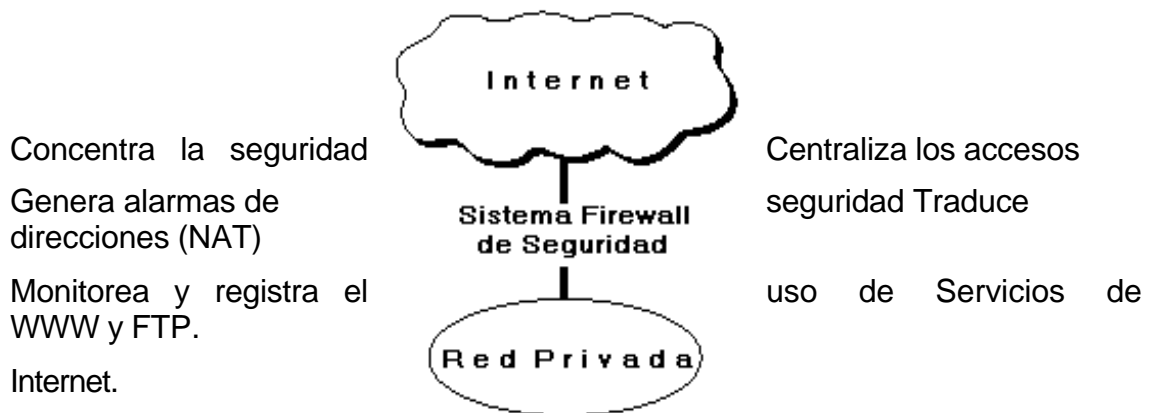 Internet
Concentra la seguridad Centraliza los accesos
Genera alarmas de seguridad Traduce
direcciones (NAT)
Sistema Firewall
de Seguridad
Monitorea y registra el uso de Servicios de
WWW y FTP.
Red Privada
Internet.